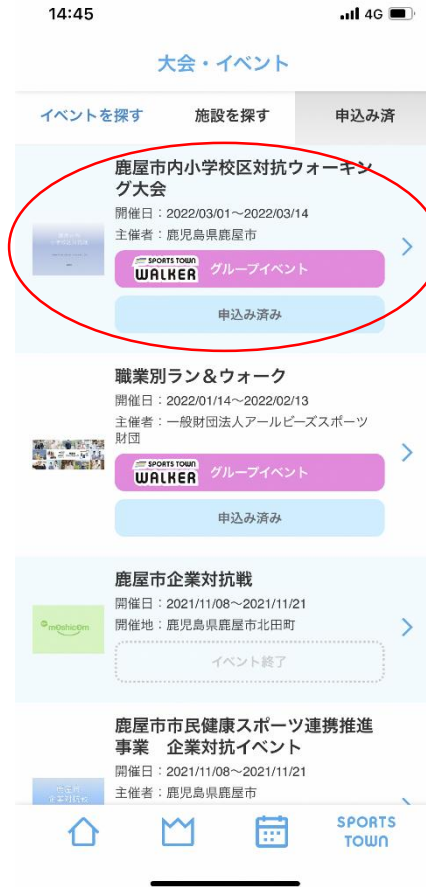 14:45
4G
大会・イベント
イベントを探す 施設を探す 申込み済
鹿屋市内小学校区対抗ウォーキン
グ大会
開催日：2022/03/01～2022/03/14
主催者：鹿児島県鹿屋市
SPORTS TOWN
WALKER グループイベント
申込み済み
職業別ラン＆ウォーク
開催日：2022/01/14～2022/02/13
主催者：一般財団法人アールビーズスポーツ
財団
SPORTS TOWN
WALKER グループイベント
申込み済み
鹿屋市企業対抗戦
開催日：2021/11/08～2021/11/21
開催地：鹿児島県鹿屋市北田町
moshicom
イベント終了
鹿屋市市民健康スポーツ連携推進
事業　企業対抗イベント
開催日：2021/11/08～2021/11/21
主催者：鹿児島県鹿屋市
SPORTS
TOWN